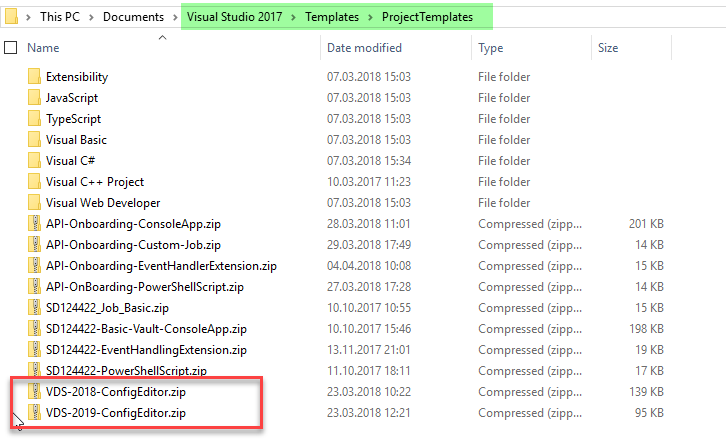 This PC > Documents > Visual Studio 2017 > Templates > ProjectTemplates
Name Date modified Type Size
Extensibility 07.03.2018 15:03 File folder
JavaScript 07.03.2018 15:03 File folder
TypeScript 07.03.2018 15:03 File folder
Visual Basic 07.03.2018 15:03 File folder
Visual C# 07.03.2018 15:34 File folder
Visual C++ Project 10.03.2017 11:23 File folder
Visual Web Developer 07.03.2018 15:03 File folder
API-Onboarding-ConsoleApp.zip 28.03.2018 11:01 Compressed (zipp... 201 KB
API-Onboarding-Custom-Job.zip 29.03.2018 17:49 Compressed (zipp... 14 KB
API-Onboarding-EventHandlerExtension.zip 04.04.2018 10:08 Compressed (zipp... 15 KB
API-OnBoarding-PowerShellScript.zip 27.03.2018 17:28 Compressed (zipp... 14 KB
SD124422_Job_Basic.zip 10.10.2017 10:55 Compressed (zipp... 15 KB
SD124422-Basic-Vault-ConsoleApp.zip 10.10.2017 15:46 Compressed (zipp... 198 KB
SD124422-EventHandlingExtension.zip 13.11.2017 21:01 Compressed (zipp... 19 KB
SD124422-PowerShellScript.zip 11.10.2017 18:11 Compressed (zipp... 17 KB
VDS-2018-ConfigEditor.zip 23.03.2018 10:22 Compressed (zipp... 139 KB
VDS-2019-ConfigEditor.zip 23.03.2018 12:21 Compressed (zipp... 95 KB